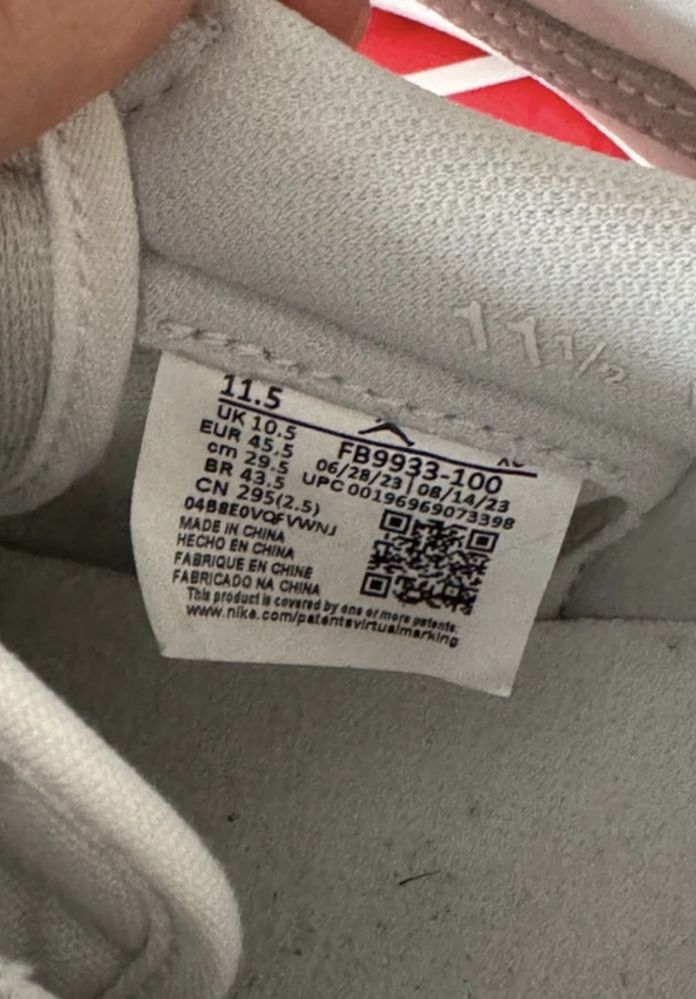 11 1/2
11.5
UK 10.5
EUR 45.5
cm 29.5
BR 43.5
CN 295(2.5)
FB9933-100
06/28/23 | 08/14/23
UPC 00196969073398
04B8E0VQFVWNJ
MADE IN CHINA
HECHO EN CHINA
FABRIQUE EN CHINE
FABRICADO NA CHINA
This product is covered by one or more patents:
www.nike.com/patentsvirtualmarking